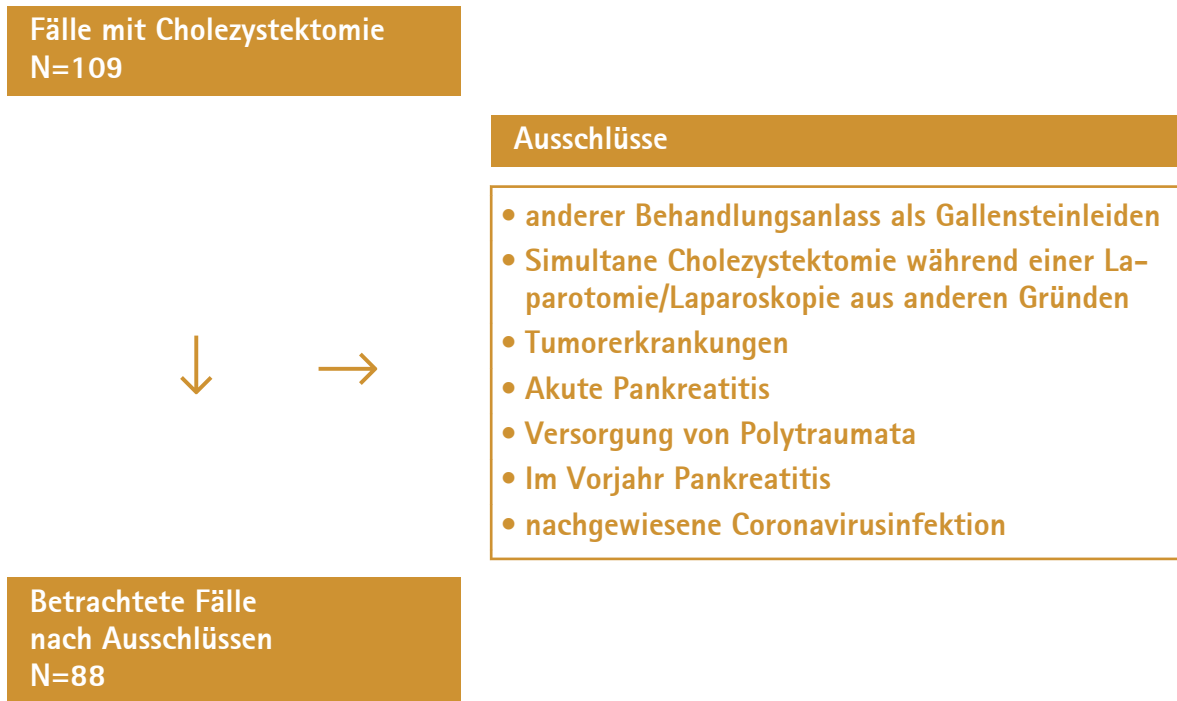 Fälle mit Cholezystektomie
N=109
Ausschlüsse
• anderer Behandlungsanlass als Gallensteinleiden
• Simultane Cholezystektomie während einer La-
parotomie/Laparoskopie aus anderen Gründen
• Tumorerkrankungen
• Akute Pankreatitis
• Versorgung von Polytraumata
• Im Vorjahr Pankreatitis
• nachgewiesene Coronavirusinfektion
Betrachtete Fälle
nach Ausschlüssen
N=88